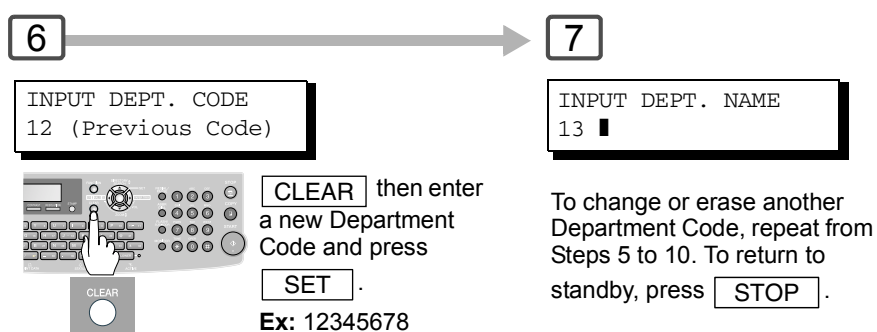 6
7
INPUT DEPT. CODE
12 (Previous Code)
INPUT DEPT. NAME
13
CLEAR then enter
a new Department
Code and press
SET .
Ex: 12345678
CLEAR
To change or erase another
Department Code, repeat from
Steps 5 to 10. To return to
standby, press STOP .